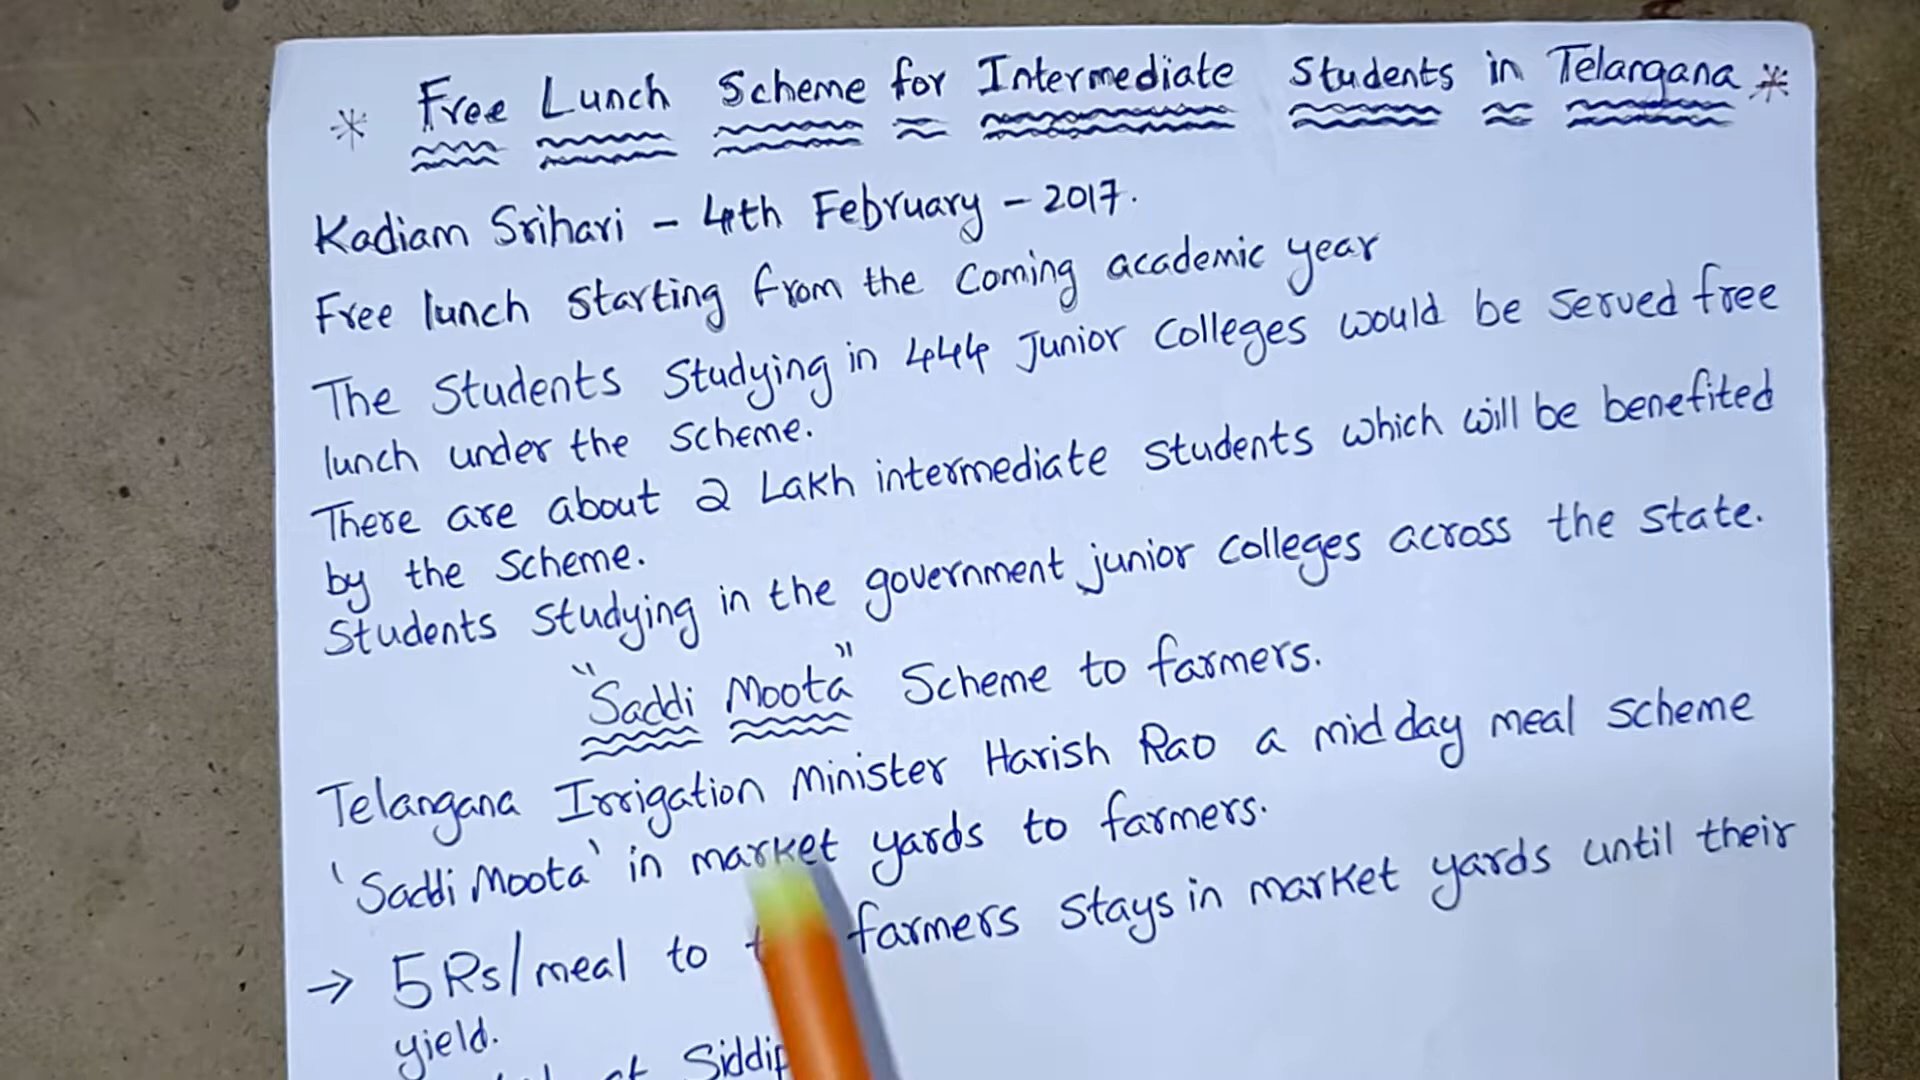 * Free Lunch Scheme for Intermediate Students in Telangana *
Kadiam Srihari - 4th February - 2017.
Free lunch starting from the coming academic year
The Students Studying in 444 Junior Colleges would be served free
lunch under the scheme.
There are about 2 Lakh intermediate students which will be benefited
by the scheme.
Students studying in the government junior colleges across the state.
"Saddi Moota" Scheme to farmers.
Telangana Irrigation Minister Harish Rao a mid day meal scheme
'Saddi Moota' in market yards to farmers.
→ 5Rs/meal to farmers stays in market yards until their
yield.